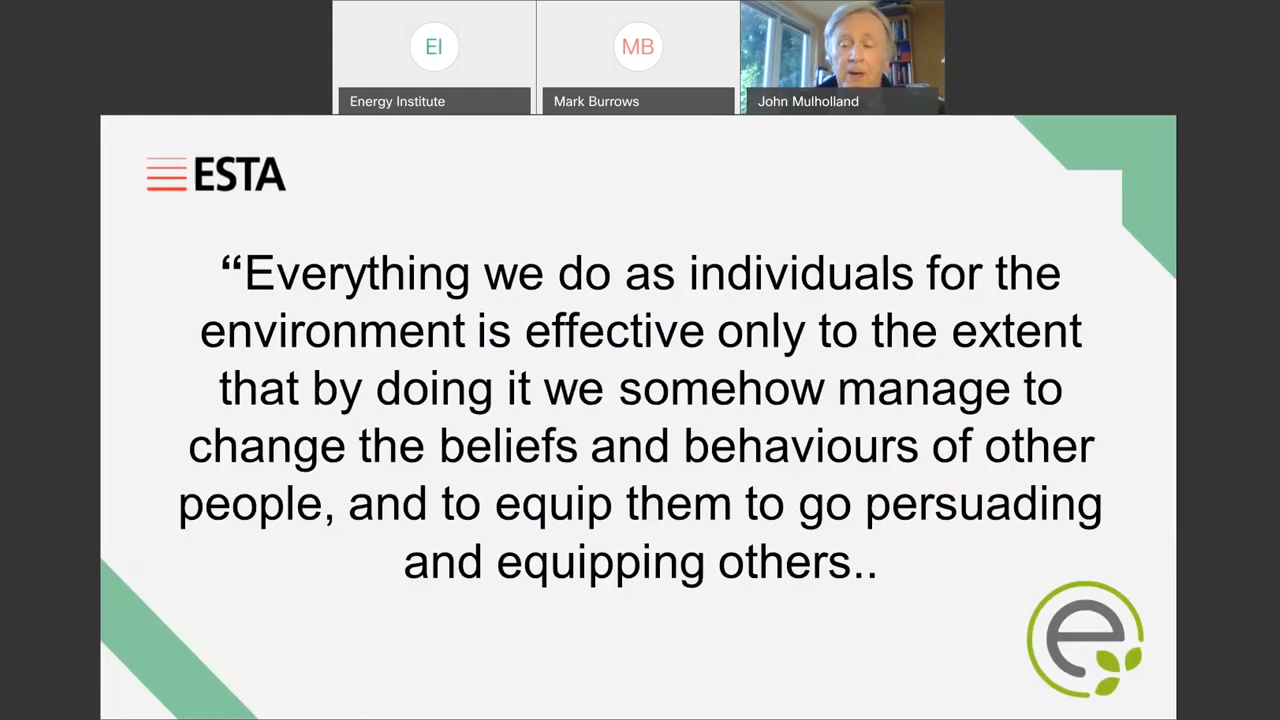 EI
MB
Energy Institute
Mark Burrows
John Mulholland
ESTA
“Everything we do as individuals for the
environment is effective only to the extent
that by doing it we somehow manage to
change the beliefs and behaviours of other
people, and to equip them to go persuading
and equipping others..
e